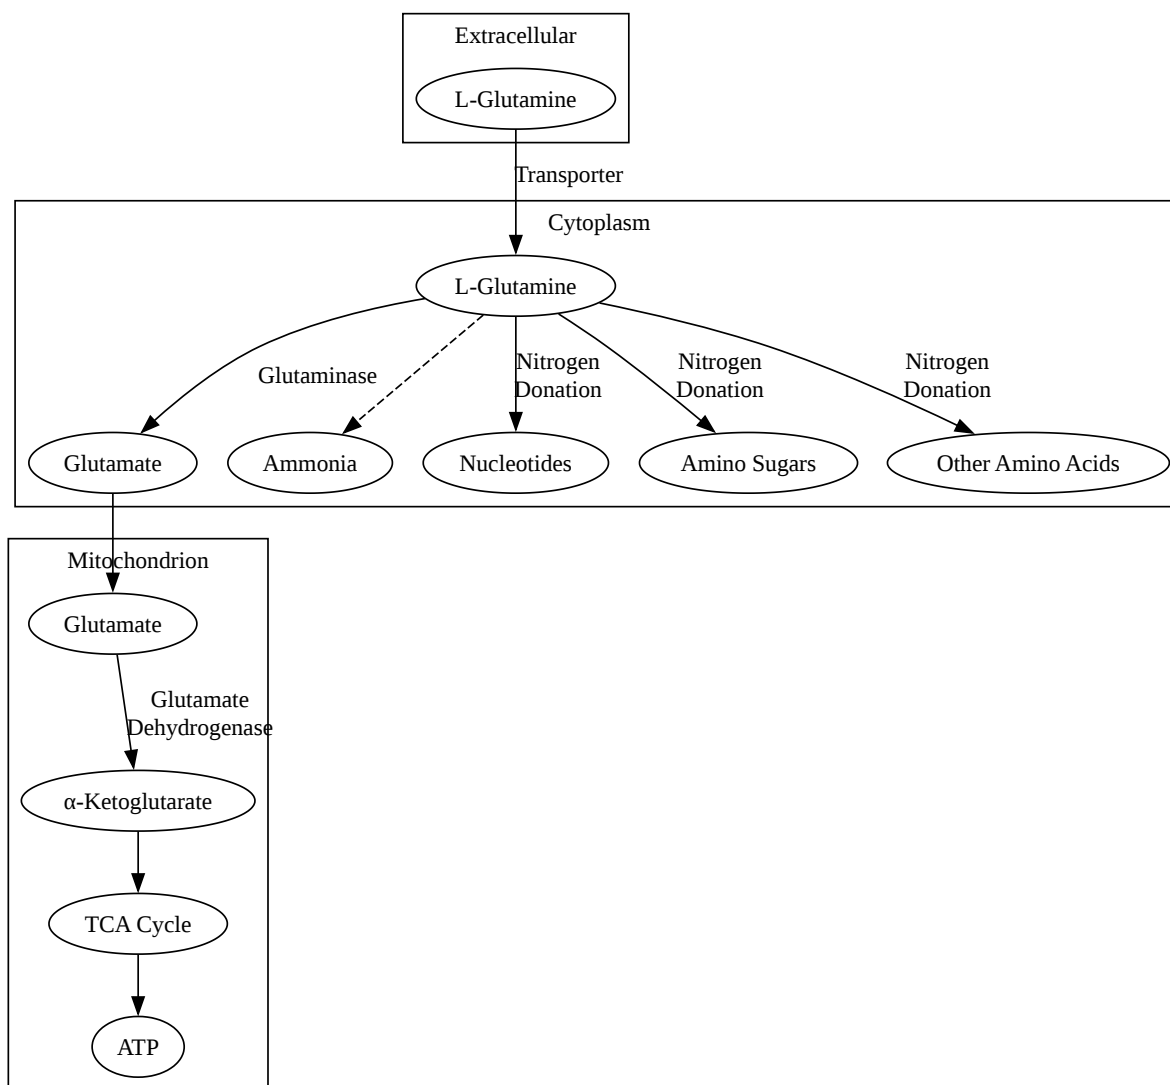 Extracellular
L-Glutamine
Transporter
Cytoplasm
L-Glutamine
Glutaminase
Nitrogen
Donation
Nitrogen
Donation
Nitrogen
Donation
Glutamate
Ammonia
Nucleotides
Amino Sugars
Other Amino Acids
Mitochondrion
Glutamate
Glutamate
Dehydrogenase
α-Ketoglutarate
TCA Cycle
ATP